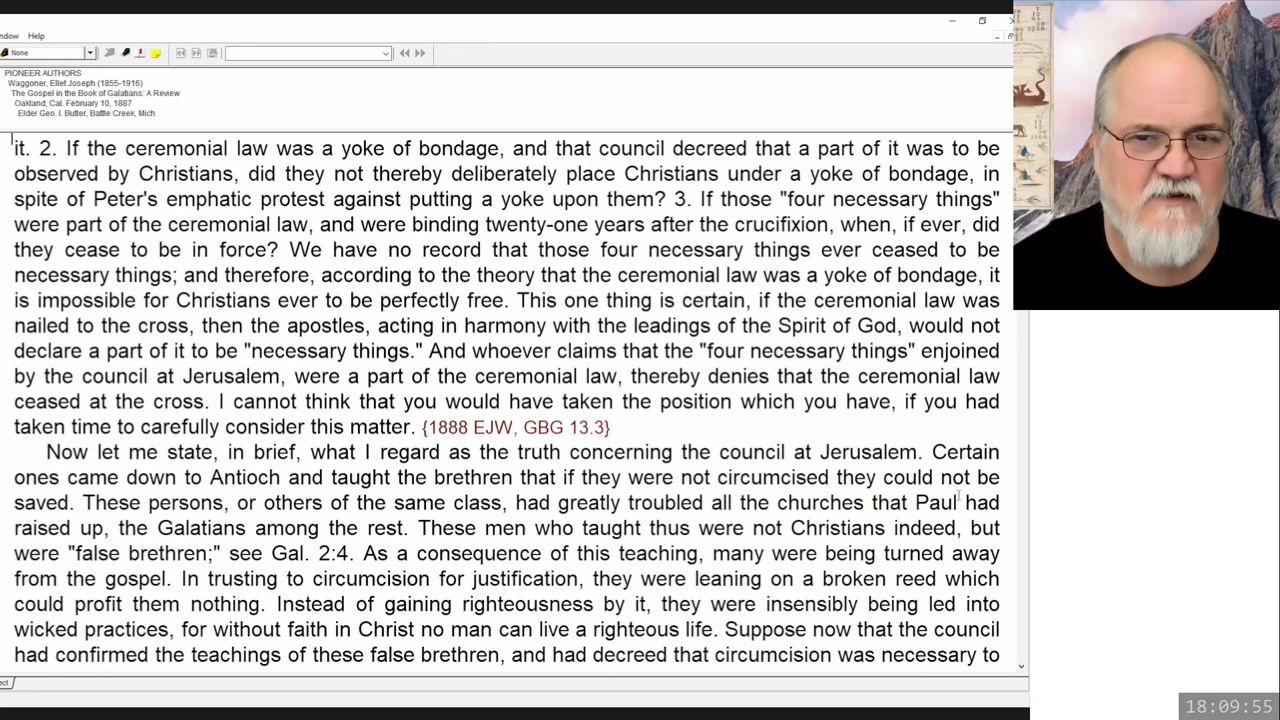 ndow Help
None
PIONEER AUTHORS
Waggoner, Ellet Joseph (1855-1916)
The Gospel in the Book of Galatians: A Review
Oakland, Cal. February 10, 1887
Elder Geo. I. Butler, Battle Creek, Mich
it. 2. If the ceremonial law was a yoke of bondage, and that council decreed that a part of it was to be
observed by Christians, did they not thereby deliberately place Christians under a yoke of bondage, in
spite of Peter's emphatic protest against putting a yoke upon them? 3. If those "four necessary things"
were part of the ceremonial law, and were binding twenty-one years after the crucifixion, when, if ever, did
they cease to be in force? We have no record that those four necessary things ever ceased to be
necessary things; and therefore, according to the theory that the ceremonial law was a yoke of bondage, it
is impossible for Christians ever to be perfectly free. This one thing is certain, if the ceremonial law was
nailed to the cross, then the apostles, acting in harmony with the leadings of the Spirit of God, would not
declare a part of it to be "necessary things." And whoever claims that the "four necessary things" enjoined
by the council at Jerusalem, were a part of the ceremonial law, thereby denies that the ceremonial law
ceased at the cross. I cannot think that you would have taken the position which you have, if you had
taken time to carefully consider this matter. {1888 EJW, GBG 13.3}
Now let me state, in brief, what I regard as the truth concerning the council at Jerusalem. Certain
ones came down to Antioch and taught the brethren that if they were not circumcised they could not be
saved. These persons, or others of the same class, had greatly troubled all the churches that Paul had
raised up, the Galatians among the rest. These men who taught thus were not Christians indeed, but
were "false brethren;" see Gal. 2:4. As a consequence of this teaching, many were being turned away
from the gospel. In trusting to circumcision for justification, they were leaning on a broken reed which
could profit them nothing. Instead of gaining righteousness by it, they were insensibly being led into
wicked practices, for without faith in Christ no man can live a righteous life. Suppose now that the council
had confirmed the teachings of these false brethren, and had decreed that circumcision was necessary to
ect
18:09:55